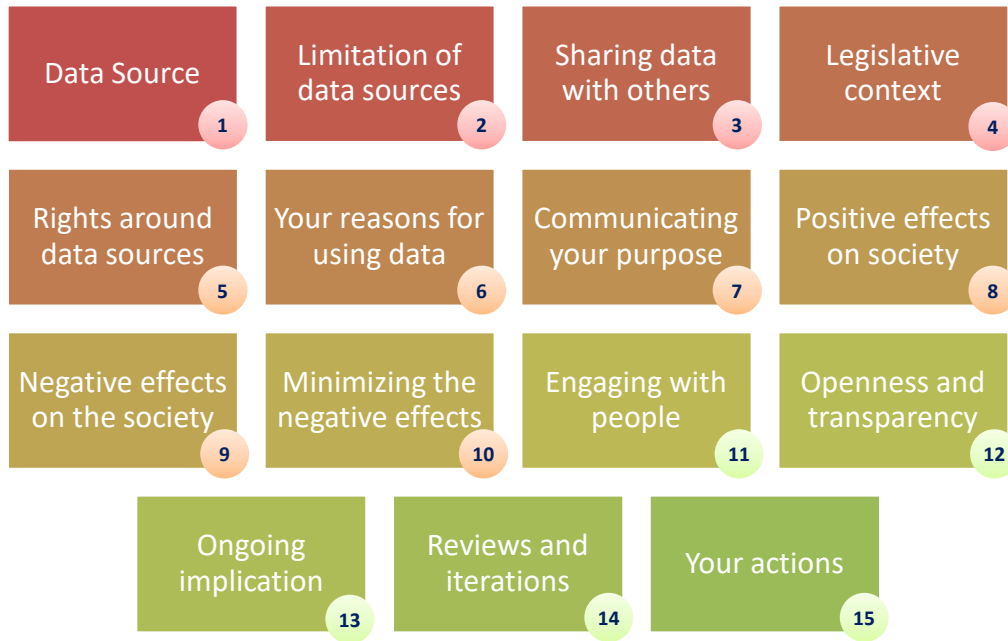 Data Source
1
Limitation of
data sources
2
Sharing data
with others
3
Legislative
context
4
Rights around
data sources
5
Your reasons for
using data
6
Communicating
your purpose
7
Positive effects
on society
8
Negative effects
on the society
9
Minimizing the
negative effects
10
Engaging with
people
11
Openness and
transparency
12
Ongoing
implication
13
Reviews and
iterations
14
Your actions
15